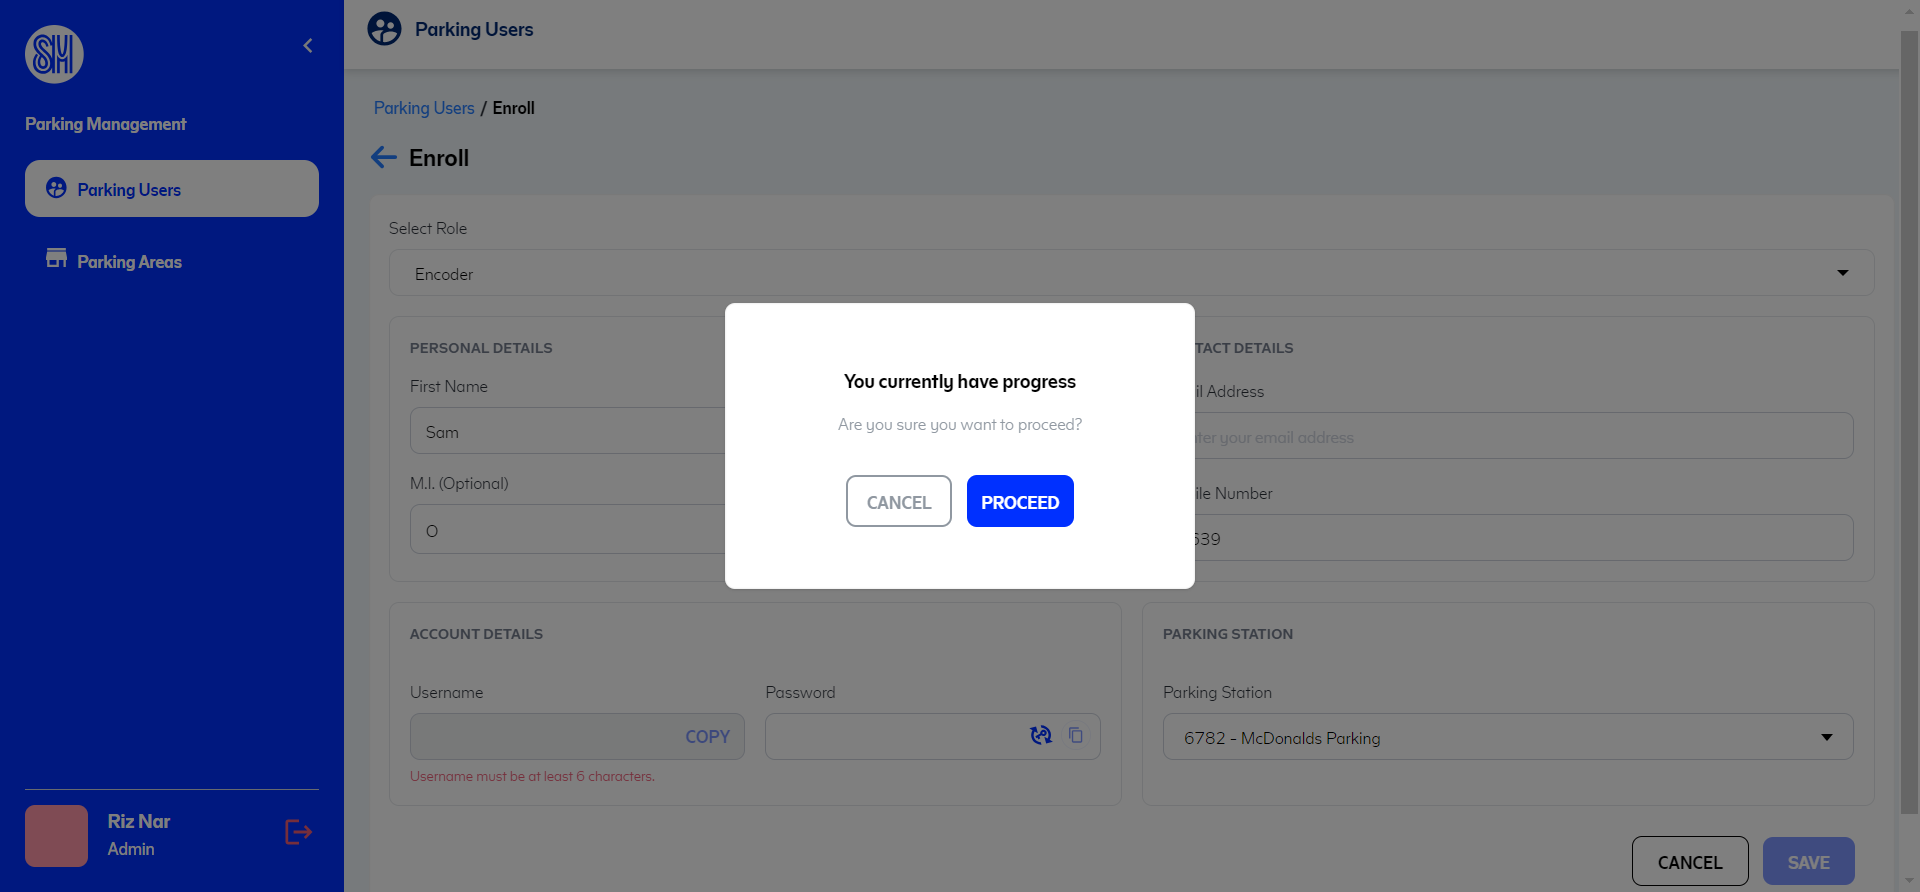 SM
Parking Users
Parking Management
Parking Users / Enroll
Enroll
Parking Users
Parking Areas
Select Role
Encoder
PERSONAL DETAILS
TACT DETAILS
First Name
il Address
Sam
ter your email address
M.I. (Optional)
ile Number
O
639
You currently have progress
Are you sure you want to proceed?
CANCEL
PROCEED
ACCOUNT DETAILS
PARKING STATION
Username
Password
Parking Station
COPY
6782 - McDonalds Parking
Username must be at least 6 characters.
Riz Nar
Admin
CANCEL
SAVE